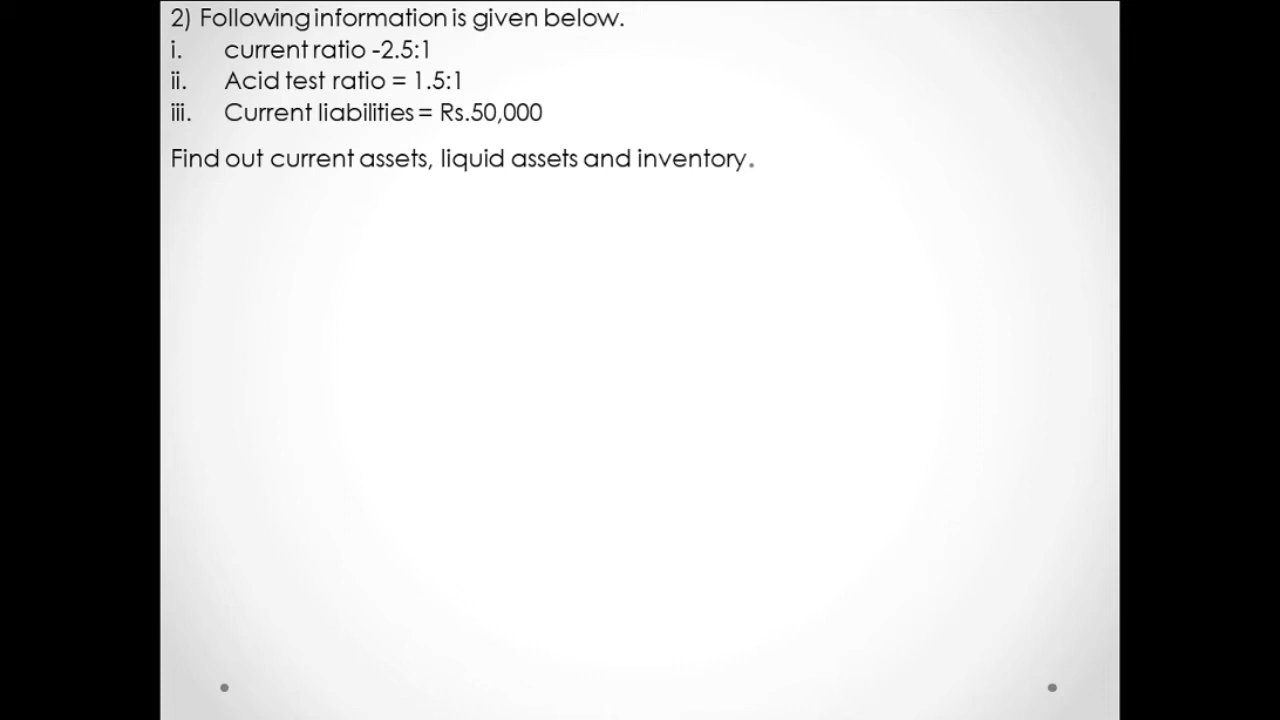 2) Following information is given below.
i. current ratio -2.5:1
ii. Acid test ratio = 1.5:1
iii. Current liabilities = Rs.50,000
Find out current assets, liquid assets and inventory.